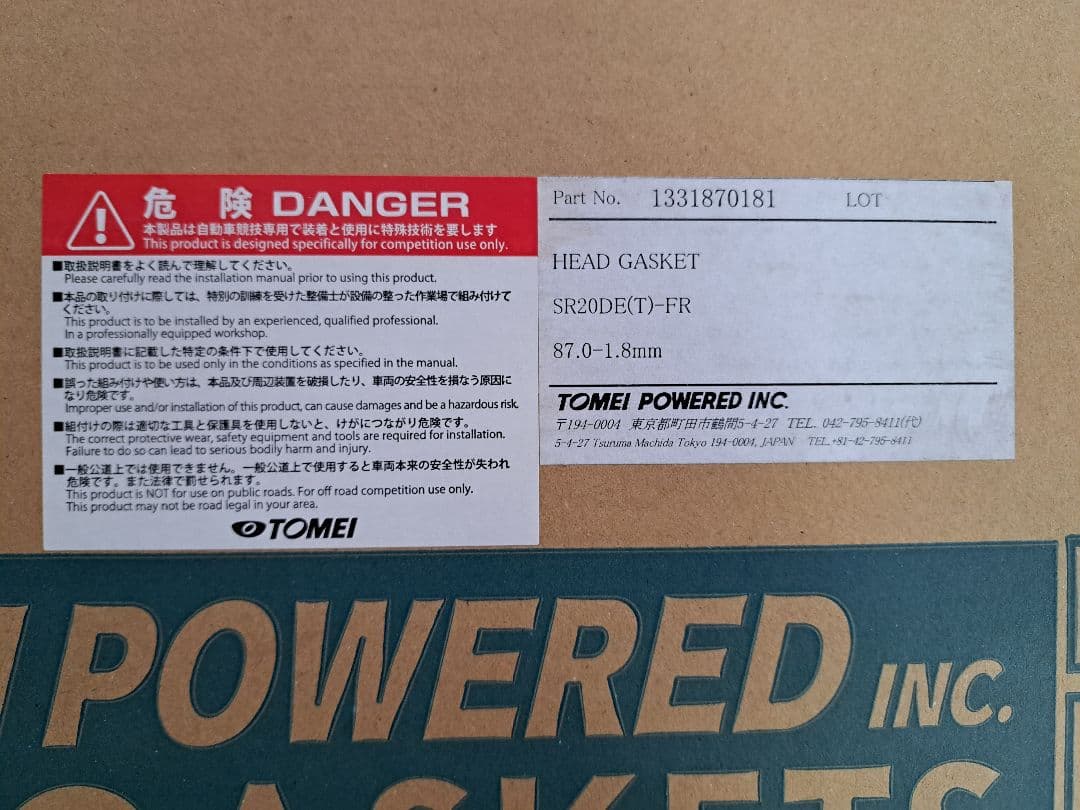 危 険 DANGER
本製品は自動車競技専用で装着と使用に特殊技術を要します
This product is designed specifically for competition use only.
■取扱説明書をよく読んで理解してください。
Please carefully read the installation manual prior to using this product.
■本品の取り付けに際しては、特別の訓練を受けた整備士が設備の整った作業場で組み付けて
ください。
This product is to be installed by an experienced, qualified professional.
In a professionally equipped workshop.
■取扱説明書に記載した特定の条件下で使用してください。
This product is to be used only in the conditions as specified in the manual.
■誤った組み付けや使い方は、本品及び周辺装置を破損したり、車両の安全性を損なう原因に
なり危険です。
Improper use and/or installation of this product, can cause damages and be a hazardous risk.
■組付けの際は適切な工具と保護具を使用しないと、けがにつながり危険です。
The correct protective wear, safety equipment and tools are required for installation.
Failure to do so can lead to serious bodily harm and injury.
■一般公道上では使用できません。一般公道上で使用すると車両本来の安全性が失われ
危険です。また法律で罰せられます。
This product is NOT for use on public roads. For off road competition use only.
This product may not be road legal in your area.
TOMEI
Part No. 1331870181 LOT
HEAD GASKET
SR20DE(T)-FR
87.0-1.8mm
TOMEI POWERED INC.
〒194-0004 東京都町田市鶴間5-4-27 TEL. 042-795-8411(代)
5-4-27 Tsuruma Machida Tokyo 194-0004, JAPAN TEL.+81-42-795-8411
POWERED INC.
GASKETS